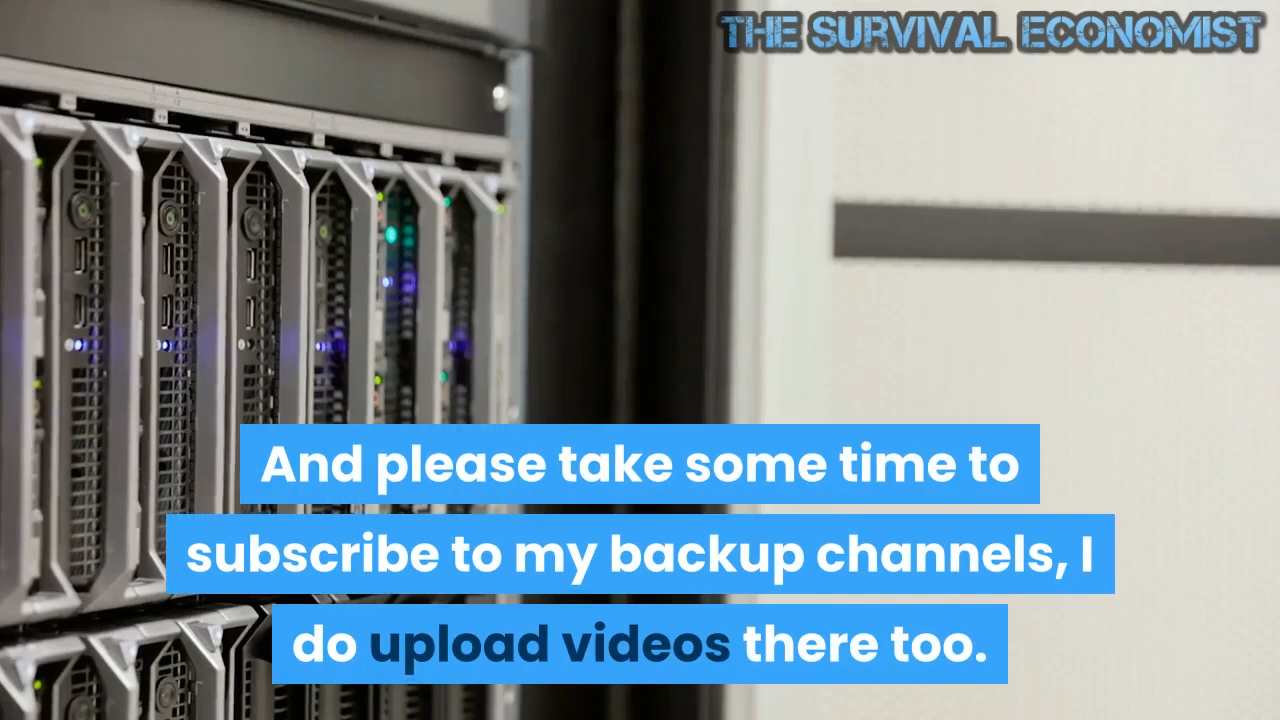 THE SURVIVAL ECONOMIST
And please take some time to
subscribe to my backup channels, I
do upload videos there too.